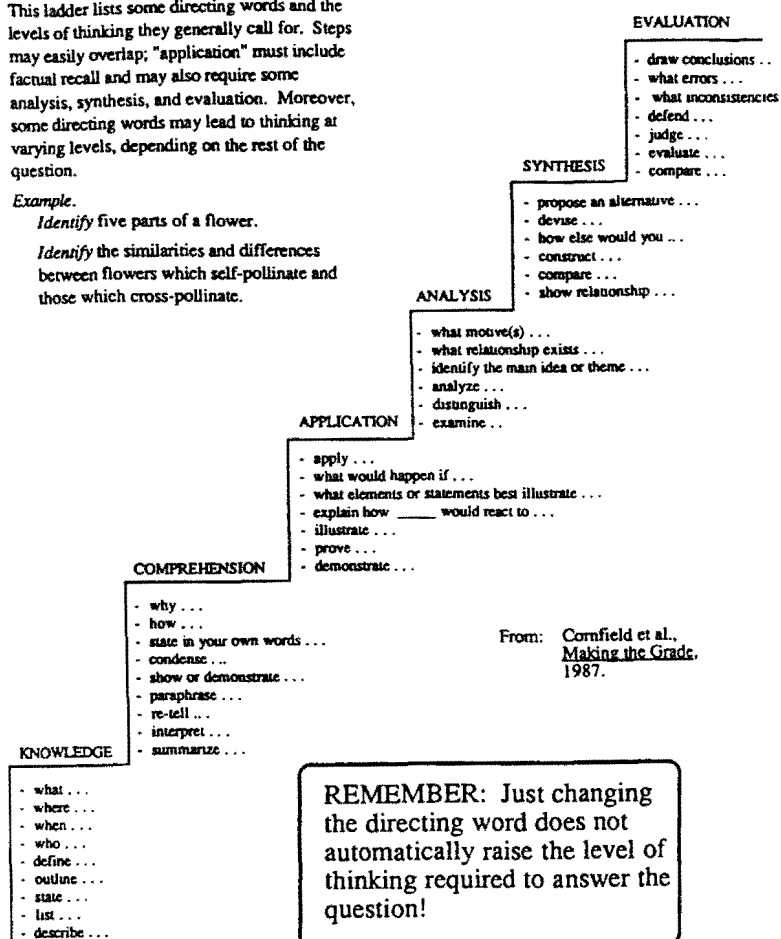 This ladder lists some directing words and the
levels of thinking they generally call for. Steps
may easily overlap; "application" must include
factual recall and may also require some
analysis, synthesis, and evaluation. Moreover,
some directing words may lead to thinking at
varying levels, depending on the rest of the
question.
Example.
Identify five parts of a flower.
Identify the similarities and differences
between flowers which self-pollinate and
those which cross-pollinate.
EVALUATION
- draw conclusions . .
- what errors . . .
- what inconsistencies
- defend . . .
- judge . . .
- evaluate . . .
- compare . . .
SYNTHESIS
- propose an alternative . . .
- devise . . .
- how else would you ...
- construct . . .
- compare . . .
- show relationship . . .
ANALYSIS
- what motive(s) . . .
- what relationship exists . . .
- identify the main idea or theme . . .
- analyze . . .
- distinguish . . .
- examine . .
APPLICATION
- apply . . .
- what would happen if . . .
- what elements or statements best illustrate . . .
- explain how _____ would react to . . .
- illustrate . . .
- prove . . .
- demonstrate . . .
COMPREHENSION
- why . . .
- how . . .
- state in your own words . . .
- condense ...
- show or demonstrate . . .
- paraphrase . . .
- re-tell .. .
- interpret . . .
- summarize . . .
KNOWLEDGE
- what . . .
- where . . .
- when . . .
- who . . .
- define . . .
- outline . . .
- state . . .
- list . . .
- describe . . .
From: Cornfield et al.,
Making the Grade,
1987.
REMEMBER: Just changing
the directing word does not
automatically raise the level of
thinking required to answer the
question!